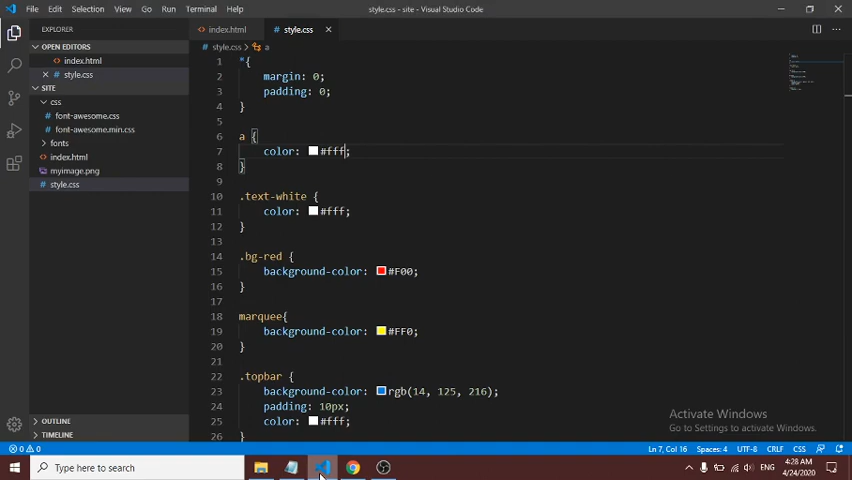 File Edit Selection View Go Run Terminal Help
style.css - site - Visual Studio Code
EXPLORER
index.html
# style.css ×
OPEN EDITORS
index.html
× # style.css
SITE
css
# font-awesome.css
# font-awesome.min.css
fonts
index.html
myimage.png
# style.css
OUTLINE
TIMELINE
# style.css > a
1 *{
2 margin: 0;
3 padding: 0;
4 }
5
6 a {
7 color: #fff;
8 }
9
10 .text-white {
11 color: #fff;
12 }
13
14 .bg-red {
15 background-color: #F00;
16 }
17
18 marquee{
19 background-color: #FF0;
20 }
21
22 .topbar {
23 background-color: rgb(14, 125, 216);
24 padding: 10px;
25 color: #fff;
26 }
Activate Windows
Go to Settings to activate Windows.
0 0
Ln 7, Col 16 Spaces: 4 UTF-8 CRLF CSS
Type here to search
ENG
4:28 AM
4/24/2020